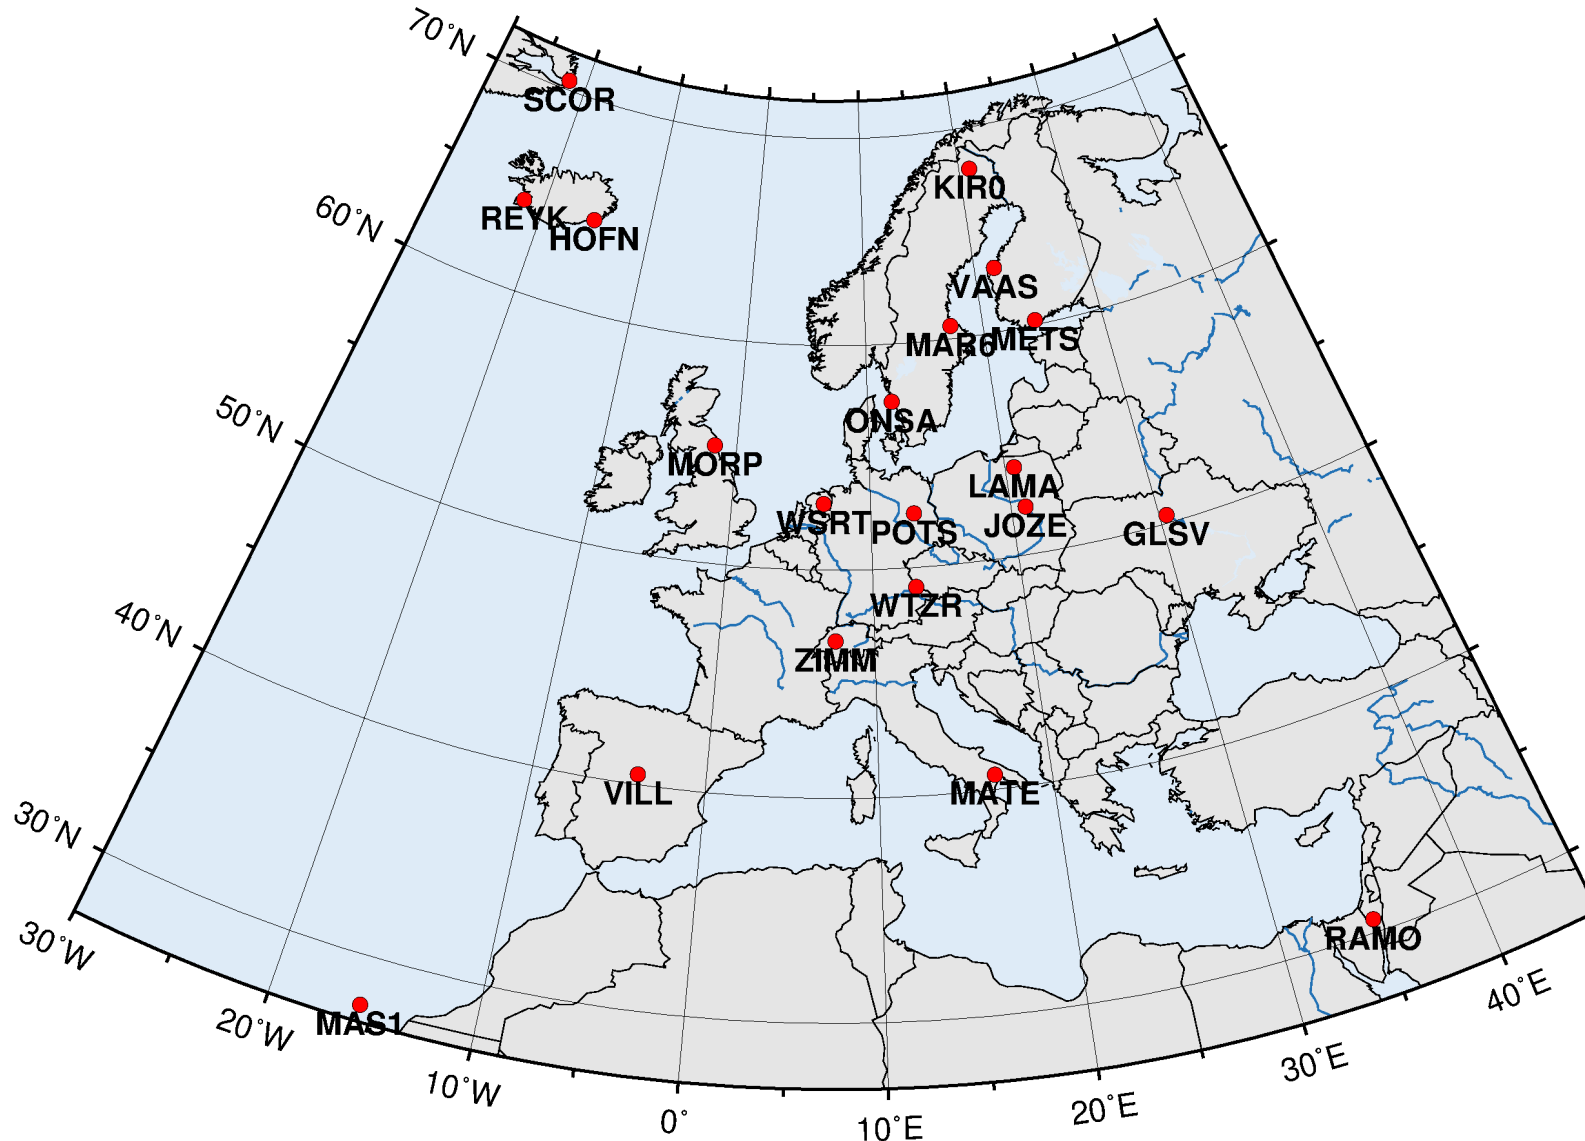 70°N
SCOR
KIR0
60°N
REYK
HOFN
VAAS
MAR6
METS
50°N
ONSA
MORP
LAMA
WSRT
POTS
JOZE
GLSV
40°N
WTZR
ZIMM
VILL
MATE
30°N
30°W
RAMO
20°W
MAS1
10°W
0°
10°E
20°E
30°E
40°E